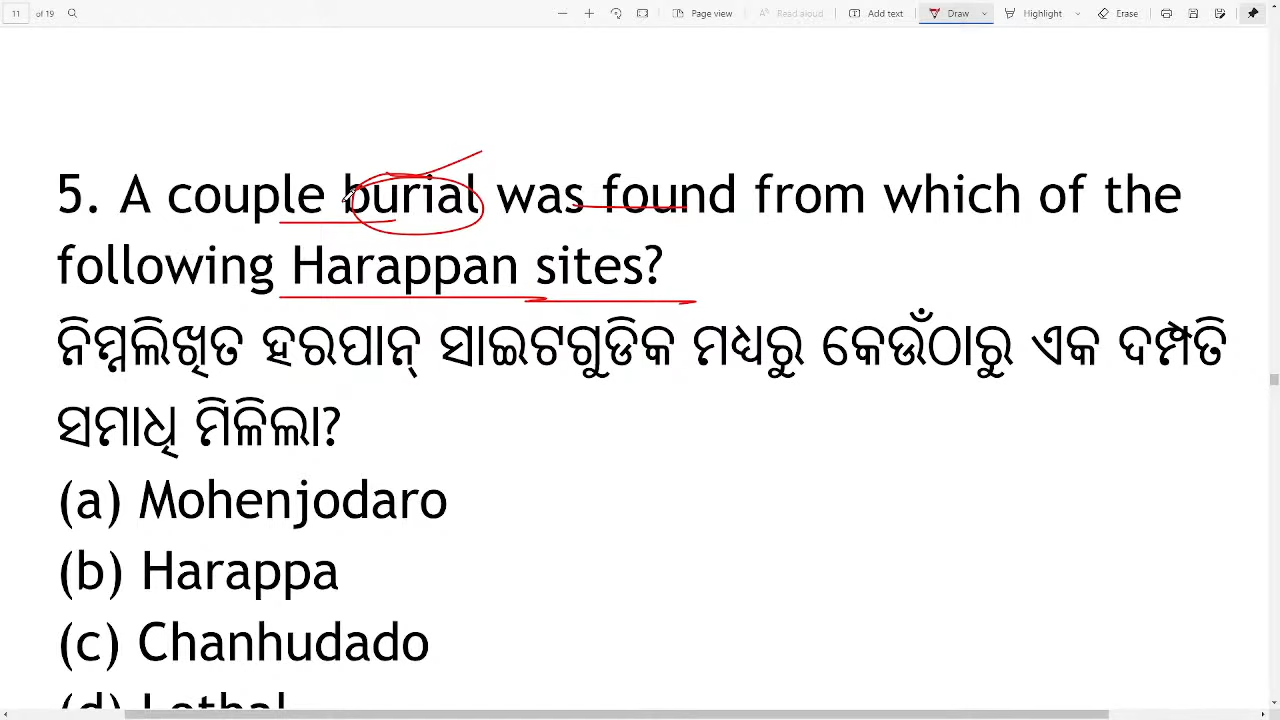 11 of 19 Page view Read aloud Add text Draw Highlight Erase
5. A couple burial was found from which of the
following Harappan sites?
ନିମ୍ନଲିଖିତ ହରପାନ୍ ସାଇଟଗୁଡିକ ମଧ୍ୟରୁ କେଉଁଠାରୁ ଏକ ଦମ୍ପତି
ସମାଧି ମିଳିଲା?
(a) Mohenjodaro
(b) Harappa
(c) Chanhudado
(d) Lothal